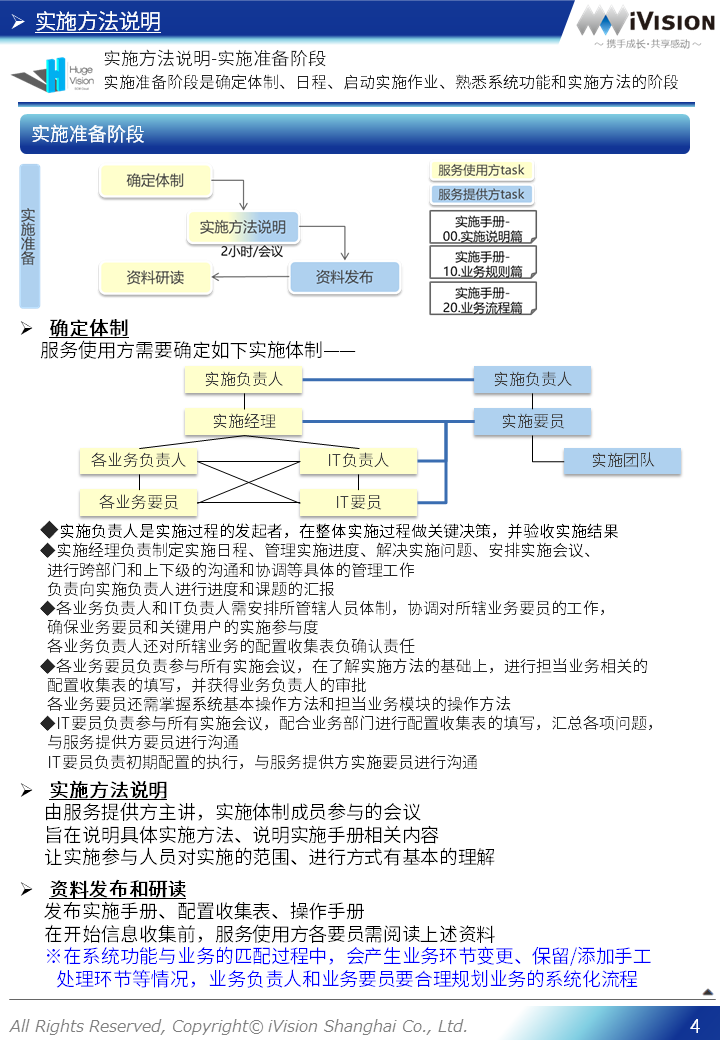 实施方法说明
iVISION
～ 携手成长·共享感动 ～
Huge
Vision
实施方法说明-实施准备阶段
实施准备阶段是确定体制、日程、启动实施作业、熟悉系统功能和实施方法的阶段
实施准备阶段
实施准备
确定体制
实施方法说明
2小时/会议
资料研读
资料发布
服务使用方task
服务提供方task
实施手册-
00.实施说明篇
实施手册-
10.业务规则篇
实施手册-
20.业务流程篇
确定体制
服务使用方需要确定如下实施体制——
实施负责人
实施负责人
实施经理
实施要员
各业务负责人
IT负责人
实施团队
各业务要员
IT要员
◆实施负责人是实施过程的发起者，在整体实施过程做关键决策，并验收实施结果
◆实施经理负责制定实施日程、管理实施进度、解决实施问题、安排实施会议、
进行跨部门和上下级的沟通和协调等具体的管理工作
负责向实施负责人进行进度和课题的汇报
◆各业务负责人和IT负责人需安排所管辖人员体制，协调对所辖业务要员的工作，
确保业务要员和关键用户的实施参与度
各业务负责人还对所辖业务的配置收集表负确认责任
◆各业务要员负责参与所有实施会议，在了解实施方法的基础上，进行担当业务相关的
配置收集表的填写，并获得业务负责人的审批
各业务要员还需掌握系统基本操作方法和担当业务模块的操作方法
◆IT要员负责参与所有实施会议，配合业务部门进行配置收集表的填写，汇总各项问题，
与服务提供方要员进行沟通
IT要员负责初期配置的执行，与服务提供方实施要员进行沟通
实施方法说明
由服务提供方主讲，实施体制成员参与的会议
旨在说明具体实施方法、说明实施手册相关内容
让实施参与人员对实施的范围、进行方式有基本的理解
资料发布和研读
发布实施手册、配置收集表、操作手册
在开始信息收集前，服务使用方各要员需阅读上述资料
※在系统功能与业务的匹配过程中，会产生业务环节变更、保留/添加手工
处理环节等情况，业务负责人和业务要员要合理规划业务的系统化流程
All Rights Reserved, Copyright© iVision Shanghai Co., Ltd.
4